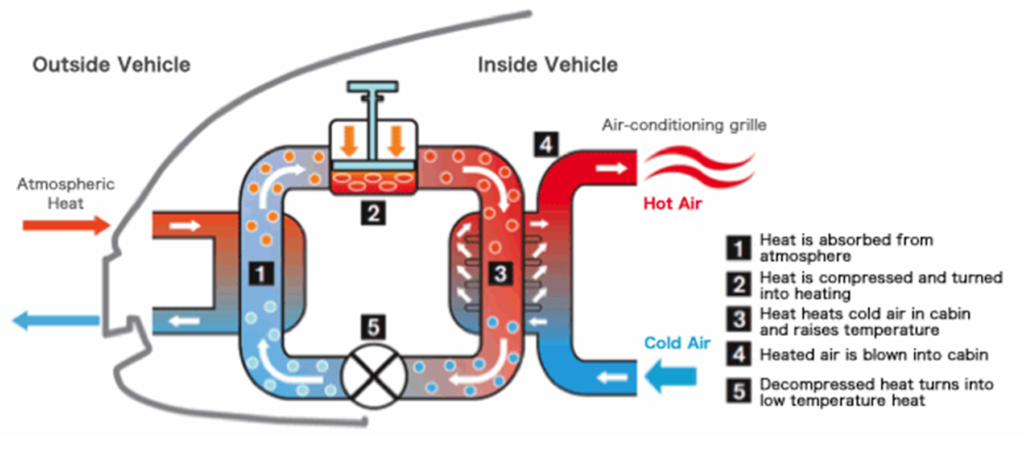 Outside Vehicle
Inside Vehicle
Air-conditioning grille
4
Atmospheric
Heat
Hot Air
2
1
3
5
Cold Air
1 Heat is absorbed from
atmosphere
2 Heat is compressed and turned
into heating
3 Heat heats cold air in cabin
and raises temperature
4 Heated air is blown into cabin
5 Decompressed heat turns into
low temperature heat